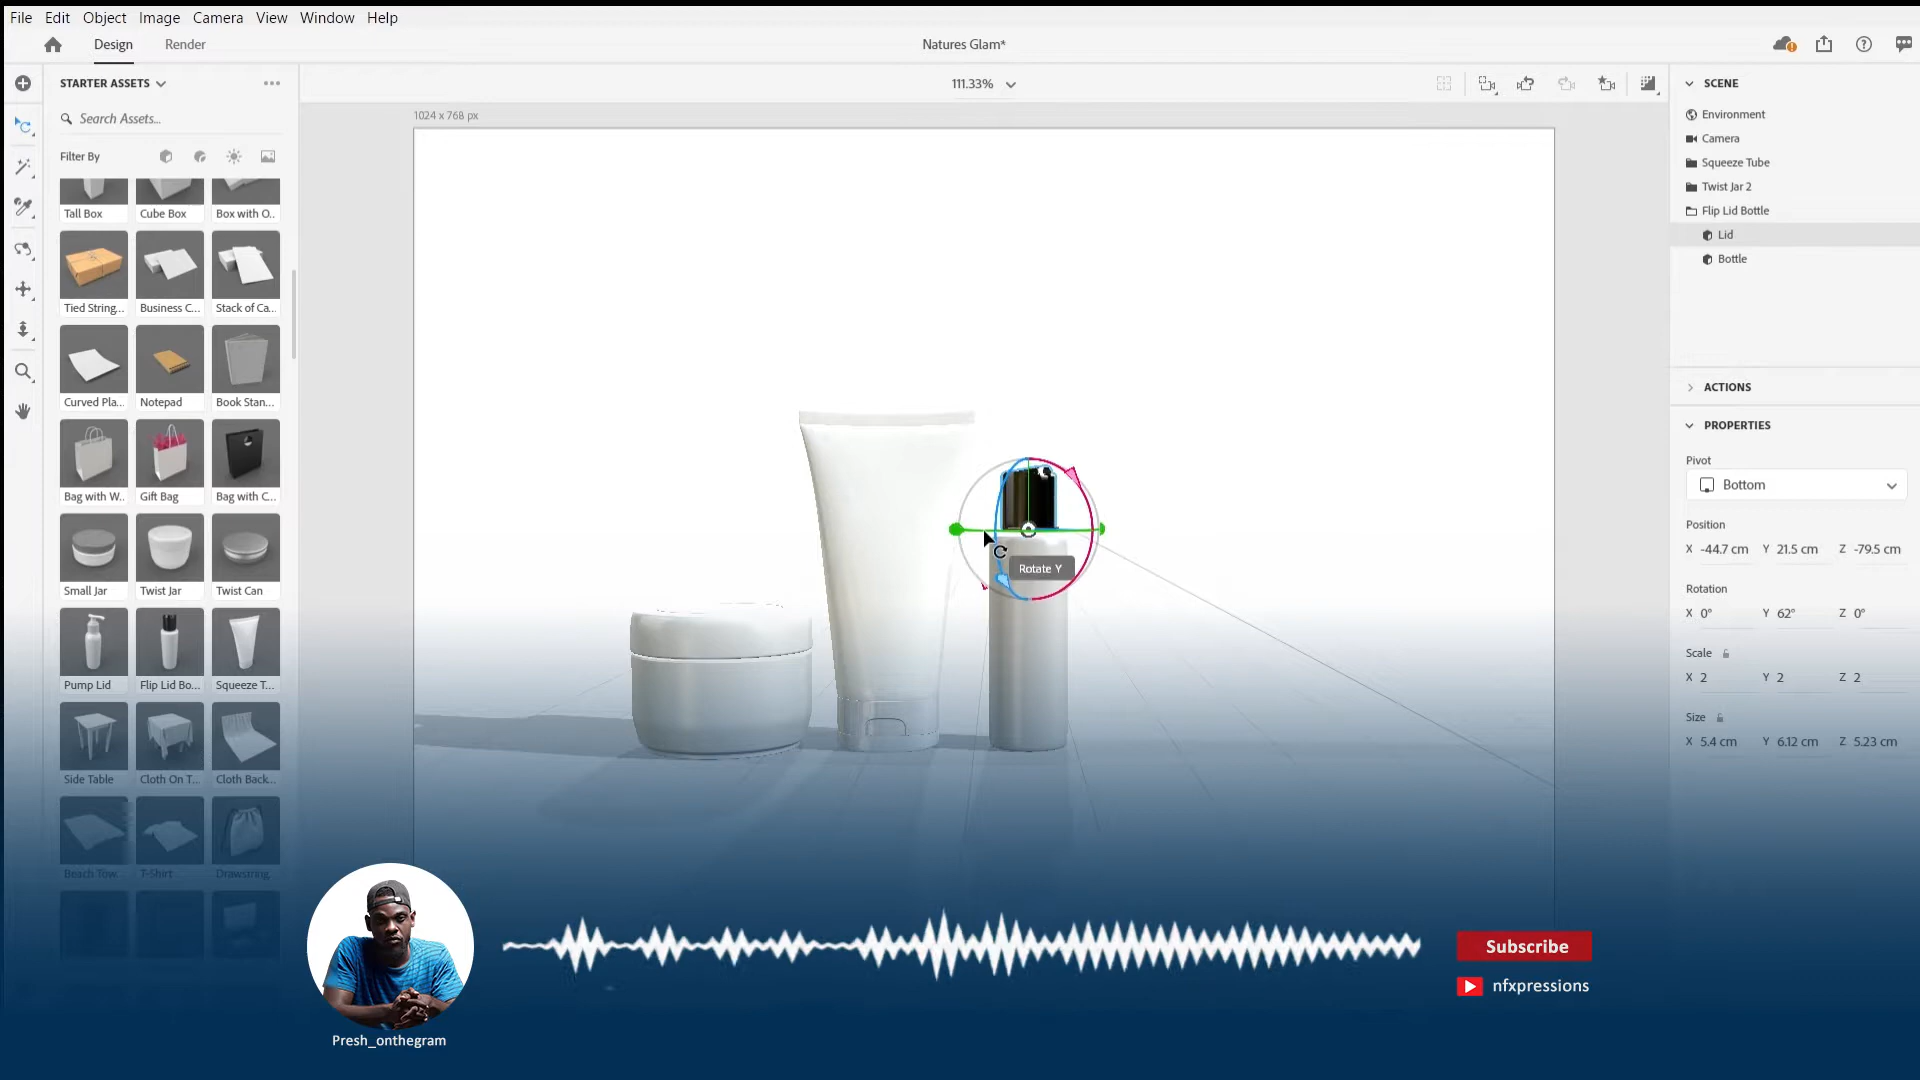 File Edit Object Image Camera View Window Help
Design Render Natures Glam*
STARTER ASSETS
Search Assets...
Filter By
111.33%
1024 x 768 px
Tall Box Cube Box Box with O..
Tied String... Business C... Stack of Ca...
Curved Pla... Notepad Book Stan...
Bag with W.. Gift Bag Bag with C...
Small Jar Twist Jar Twist Can
Pump Lid Flip Lid Bo... Squeeze T...
Side Table Cloth On T... Cloth Back...
Beach Tow... T-Shirt Drawstring
Rotate Y
SCENE
Environment
Camera
Squeeze Tube
Twist Jar 2
Flip Lid Bottle
Lid
Bottle
ACTIONS
PROPERTIES
Pivot
Bottom
Position
X -44.7 cm Y 21.5 cm Z -79.5 cm
Rotation
X 0° Y 62° Z 0°
Scale
X 2 Y 2 Z 2
Size
X 5.4 cm Y 6.12 cm Z 5.23 cm
Presh_onthegram
Subscribe
nfxpressions